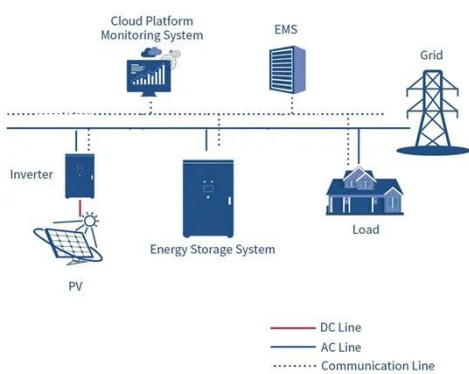 Cloud Platform
Monitoring System
EMS
Grid
Inverter
Energy Storage System
Load
PV
DC Line
AC Line
Communication Line